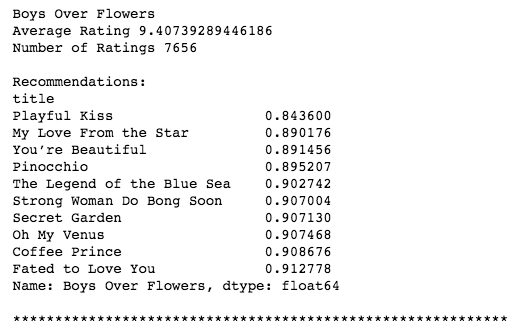 Boys Over Flowers
Average Rating 9.40739289446186
Number of Ratings 7656
Recommendations:
title
Playful Kiss 0.843600
My Love From the Star 0.890176
You’re Beautiful 0.891456
Pinocchio 0.895207
The Legend of the Blue Sea 0.902742
Strong Woman Do Bong Soon 0.907004
Secret Garden 0.907130
Oh My Venus 0.907468
Coffee Prince 0.908676
Fated to Love You 0.912778
Name: Boys Over Flowers, dtype: float64
************************************************************